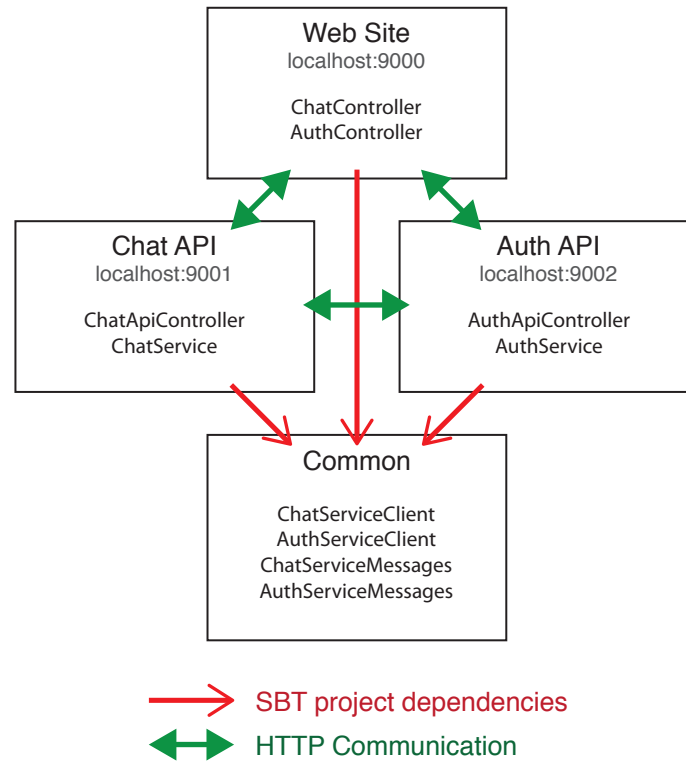 Web Site
localhost:9000
ChatController
AuthController
Chat API
localhost:9001
ChatApiController
ChatService
Auth API
localhost:9002
AuthApiController
AuthService
Common
ChatServiceClient
AuthServiceClient
ChatServiceMessages
AuthServiceMessages
SBT project dependencies
HTTP Communication